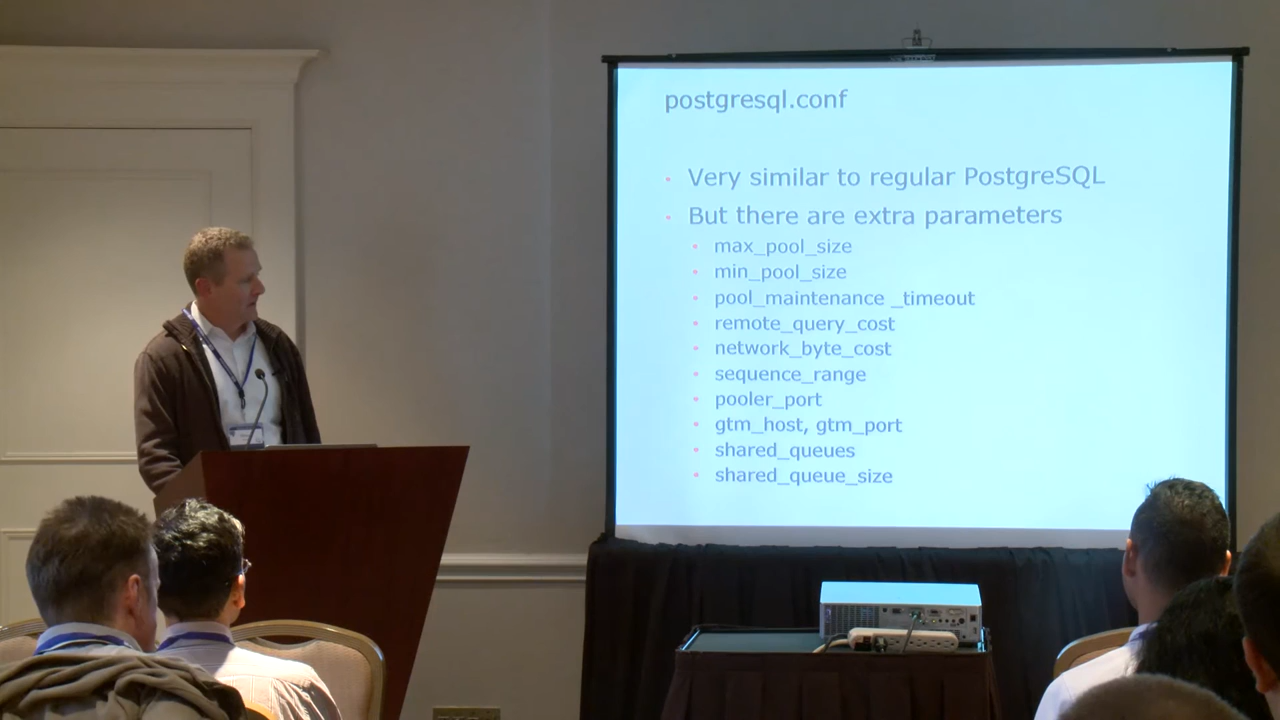 postgresql.conf
Very similar to regular PostgreSQL
But there are extra parameters
max_pool_size
min_pool_size
pool_maintenance _timeout
remote_query_cost
network_byte_cost
sequence_range
pooler_port
gtm_host, gtm_port
shared_queues
shared_queue_size